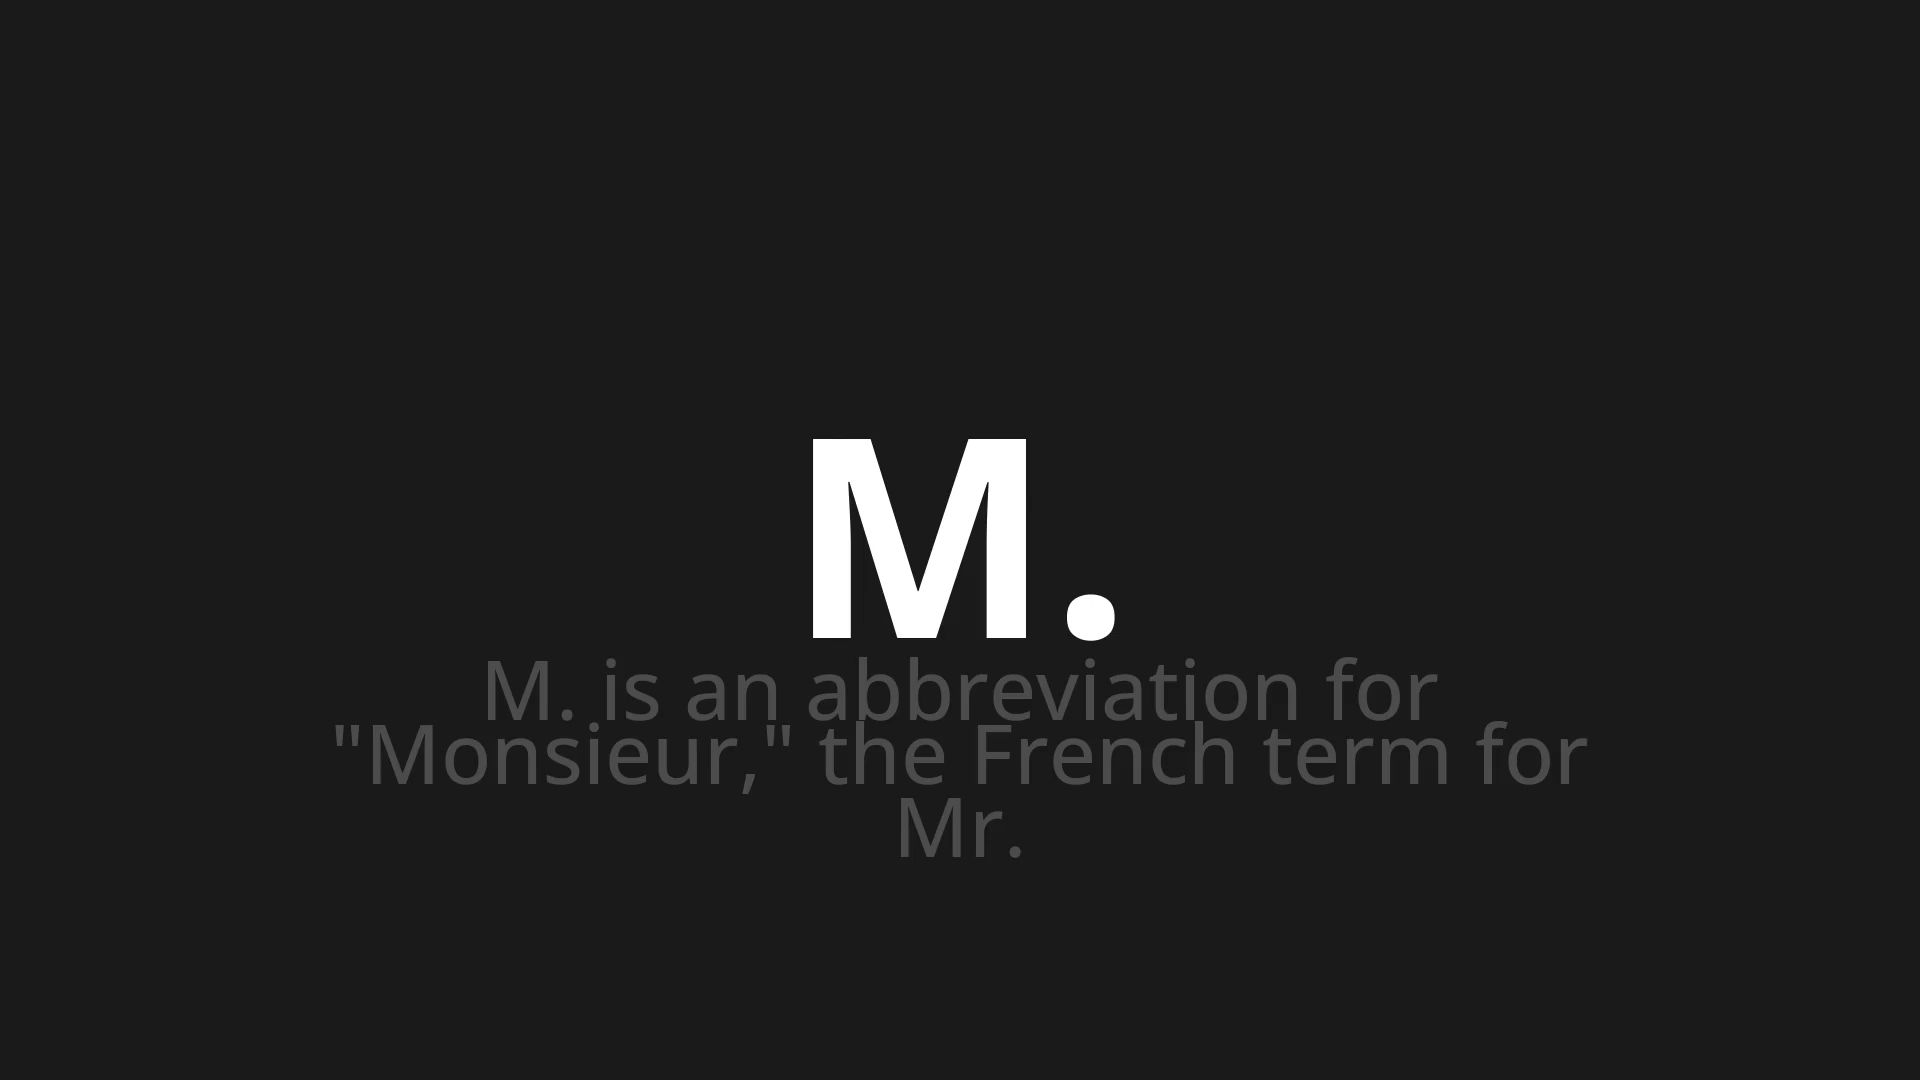 M.
M. is an abbreviation for
"Monsieur," the French term for
Mr.